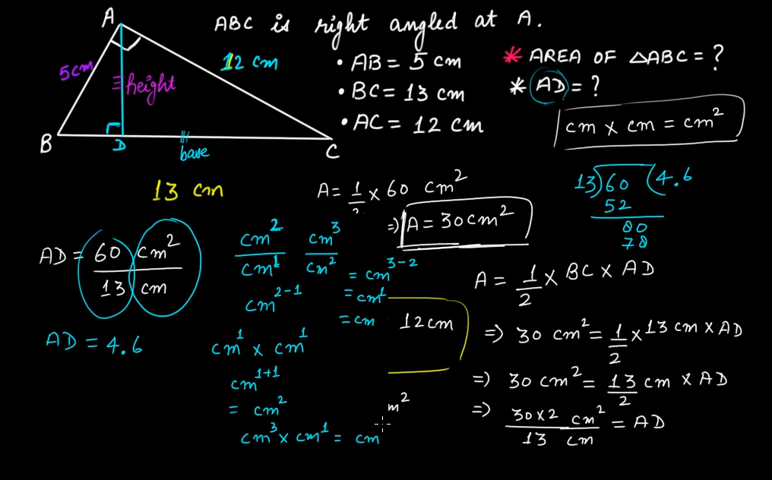 ABC is right angled at A.
A
5cm
12 cm
height
B
D
base
C
13 cm
• AB = 5 cm
• BC = 13 cm
• AC = 12 cm
* AREA OF △ABC = ?
* AD = ?
cm x cm = cm²
A = 1/2 x 60 cm²
⇒ A = 30cm²
13)60(4.6
52
80
78
AD = 60 cm² / 13 cm
AD = 4.6
cm²/cm¹
cm²⁻¹
cm³/cm²
= cm³⁻²
= cm¹
= cm
cm¹ x cm¹
cm¹⁺¹
= cm²
cm³ x cm¹ = cm
12cm
m²
A = 1/2 x BC x AD
⇒ 30 cm² = 1/2 x 13 cm x AD
⇒ 30 cm² = 13/2 cm x AD
⇒ 30x2 cm² / 13 cm = AD